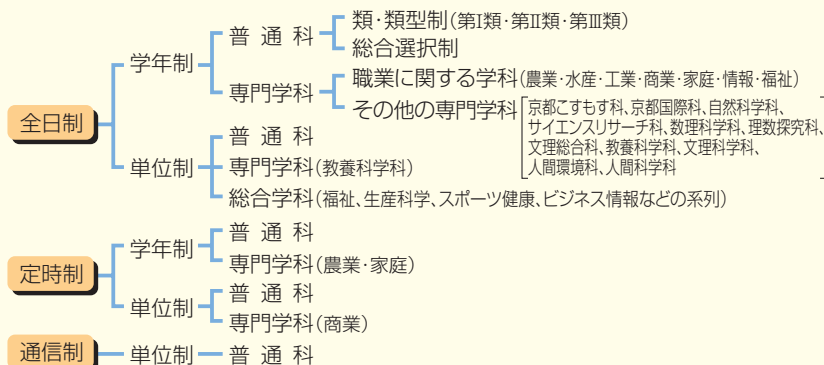 全日制
学年制
普通科
類・類型制(第Ⅰ類・第Ⅱ類・第Ⅲ類)
総合選択制
専門学科
職業に関する学科(農業・水産・工業・商業・家庭・情報・福祉)
その他の専門学科
京都こすもす科、京都国際科、自然科学科、
サイエンスリサーチ科、数理科学科、理数探究科、
文理総合科、教養科学科、文理科学科、
人間環境科、人間科学科
単位制
普通科
専門学科(教養科学科)
総合学科(福祉、生産科学、スポーツ健康、ビジネス情報などの系列)
定時制
学年制
普通科
専門学科(農業・家庭)
単位制
普通科
専門学科(商業)
通信制
単位制
普通科